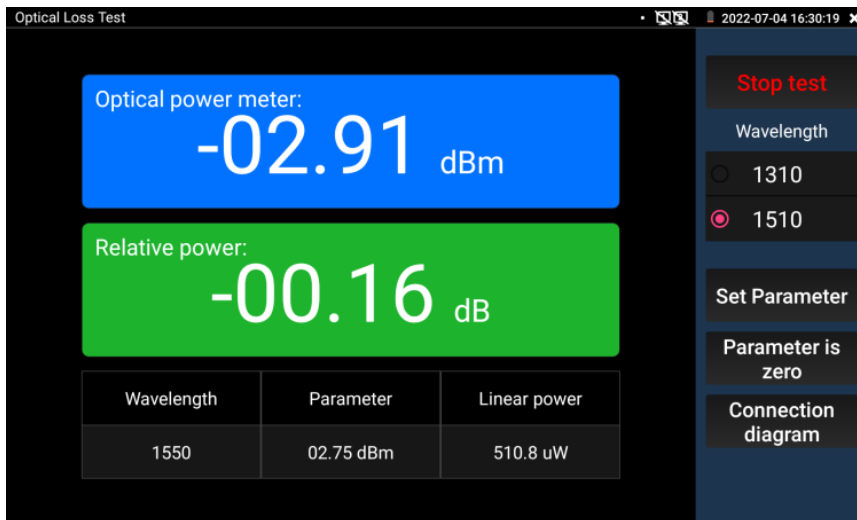 Optical Loss Test
2022-07-04 16:30:19
Optical power meter:
-02.91 dBm
Relative power:
-00.16 dB
Wavelength Parameter Linear power
1550 02.75 dBm 510.8 uW
Stop test
Wavelength
1310
1510
Set Parameter
Parameter is
zero
Connection
diagram